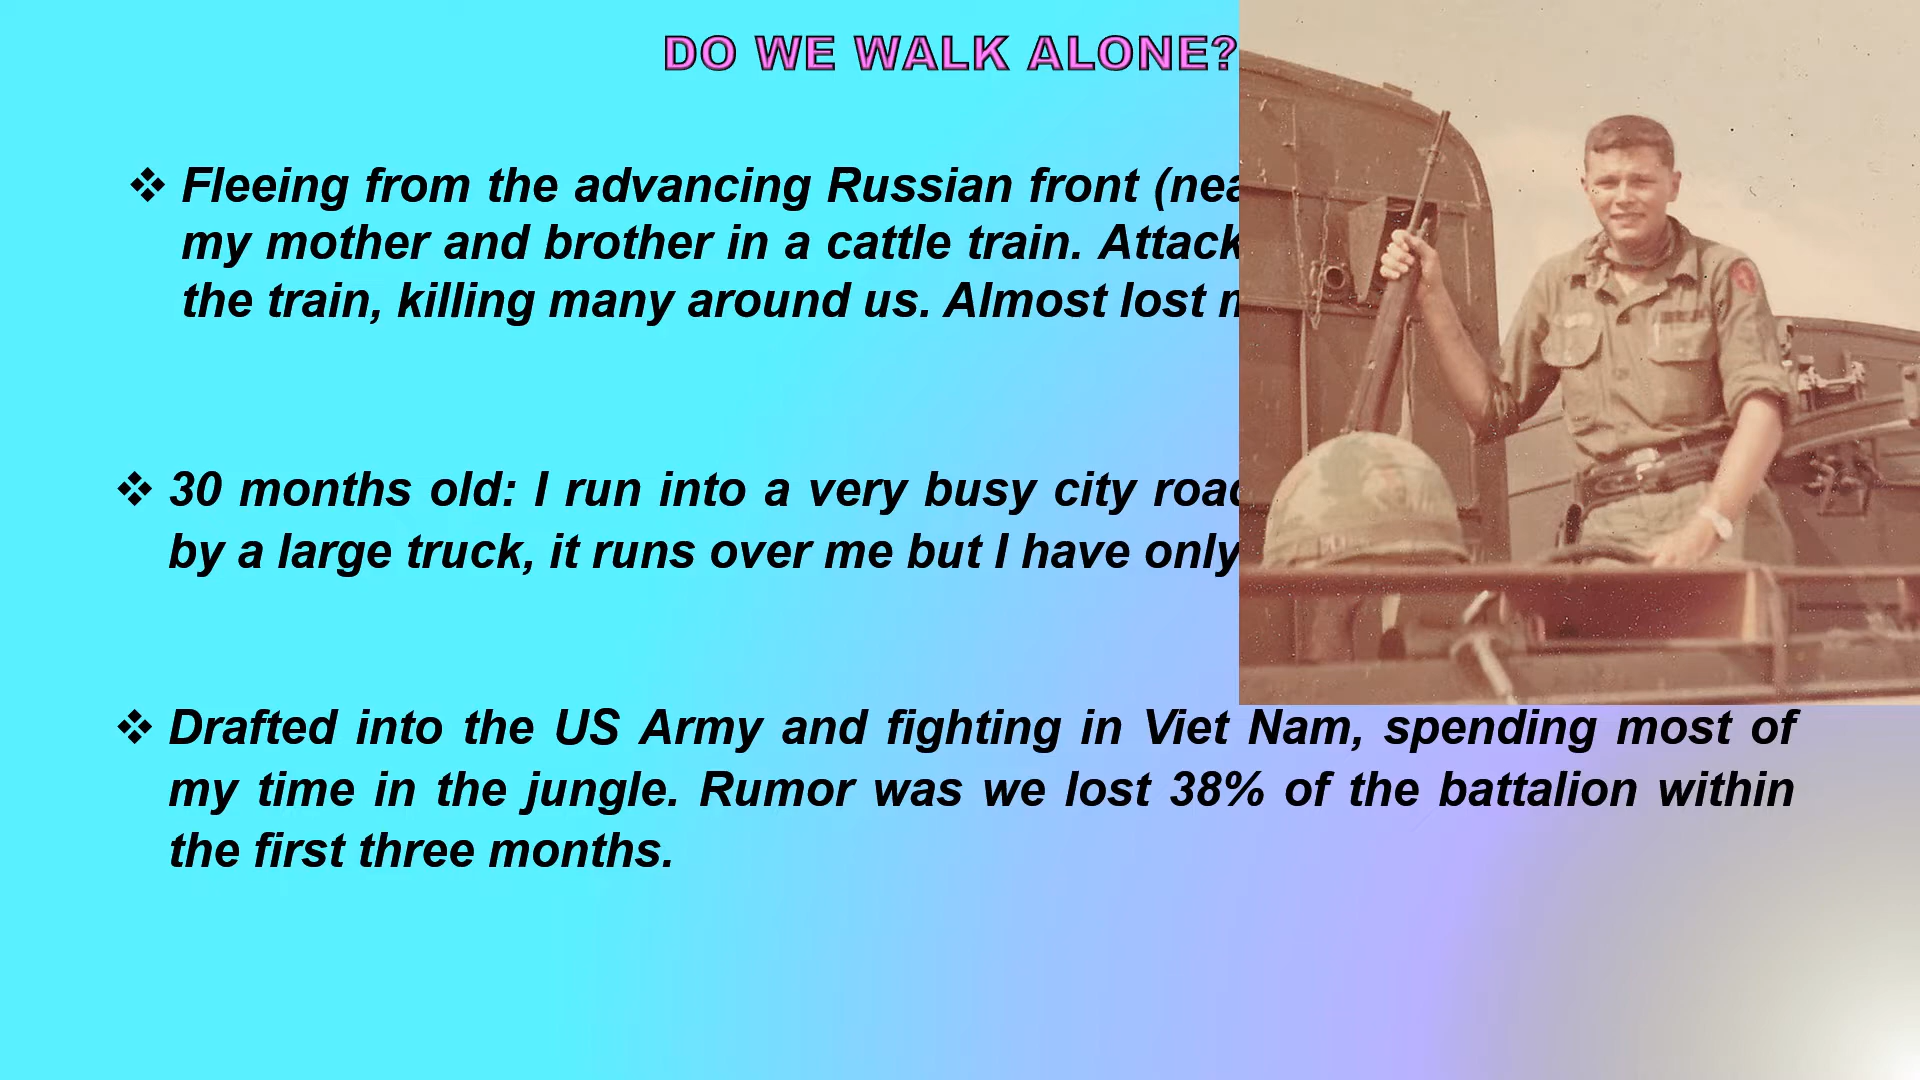 DO WE WALK ALONE?
Fleeing from the advancing Russian front
my mother and brother in a cattle train.
the train, killing many around us. Almost lost
30 months old: I run into a very busy city
by a large truck, it runs over me but I have only
Drafted into the US Army and fighting in Viet Nam, spending most of
my time in the jungle. Rumor was we lost 38% of the battalion within
the first three months.